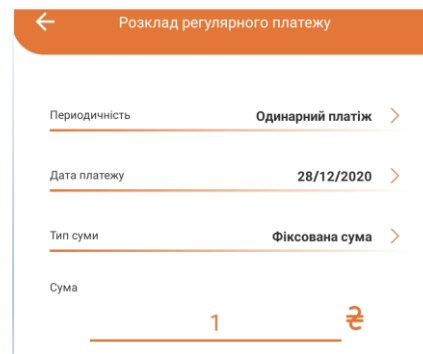 Розклад регулярного платежу
Периодичність Одинарний платіж
Дата платежу 28/12/2020
Тип суми Фіксована сума
Сума
1 ₴